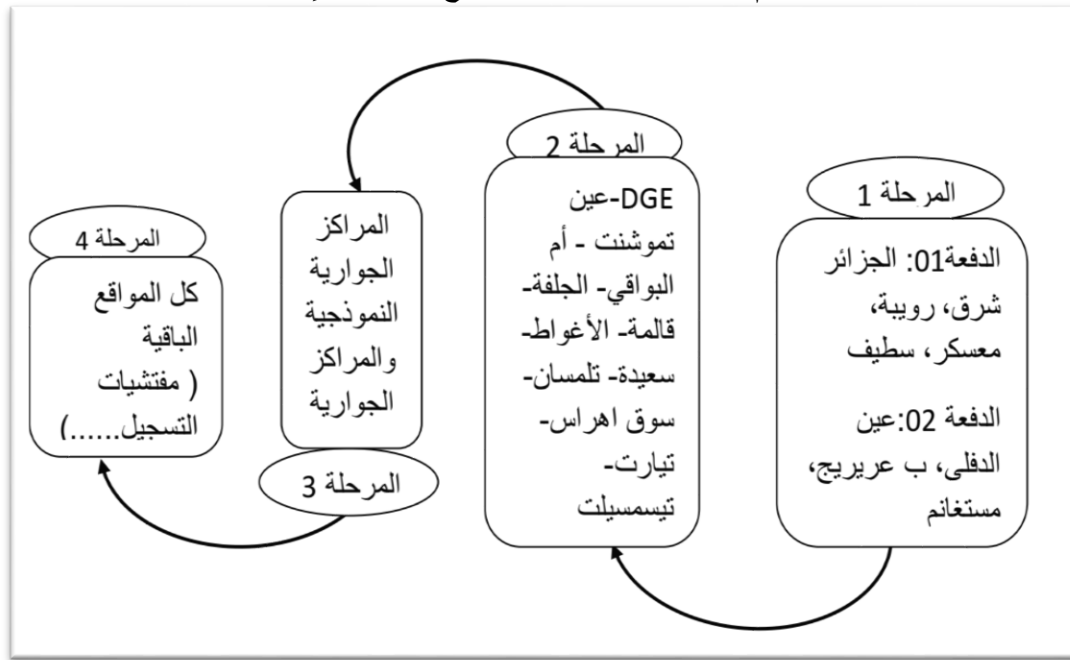 المرحلة 1
الدفعة01: الجزائر
شرق، رويبة،
معسكر، سطيف
الدفعة 02:عين
الدفلى، ب عريريج،
مستغانم
المرحلة 2
DGE-عين
تموشنت - أم
البواقي- الجلفة-
قالمة- الأغواط-
سعيدة- تلمسان-
سوق اهراس-
تيارت-
تيسمسيلت
المراكز
الجوارية
النموذجية
والمراكز
الجوارية
المرحلة 3
المرحلة 4
كل المواقع
الباقية
( مفتشيات
التسجيل......)